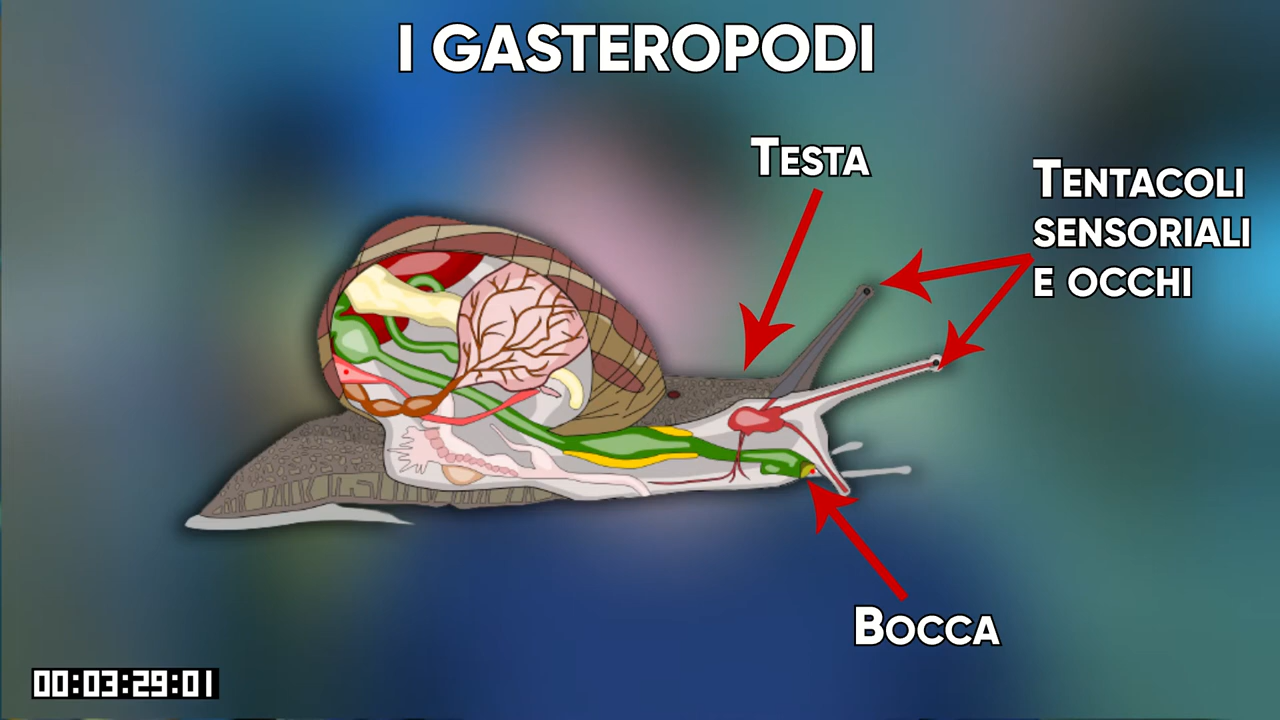 I GASTEROPODI
TESTA
TENTACOLI
SENSORIALI
E OCCHI
BOCCA
00:03:29:01